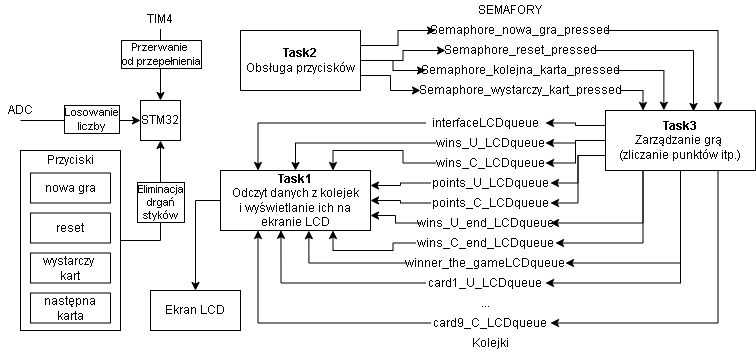 TIM4
Przerwanie
od przepełnienia
ADC
Losowanie
liczby
STM32
Przyciski
nowa gra
reset
wystarczy
kart
następna
karta
Eliminacja
drgań
styków
SEMAFORY
Task2
Obsługa przycisków
Semaphore_nowa_gra_pressed
Semaphore_reset_pressed
Semaphore_kolejna_karta_pressed
Semaphore_wystarczy_kart_pressed
Task3
Zarządzanie grą
(zliczanie punktów itp.)
interfaceLCDqueue
wins_U_LCDqueue
wins_C_LCDqueue
points_U_LCDqueue
points_C_LCDqueue
wins_U_end_LCDqueue
wins_C_end_LCDqueue
winner_the_gameLCDqueue
card1_U_LCDqueue
...
card9_C_LCDqueue
Kolejki
Task1
Odczyt danych z kolejek
i wyświetlanie ich na
ekranie LCD
Ekran LCD